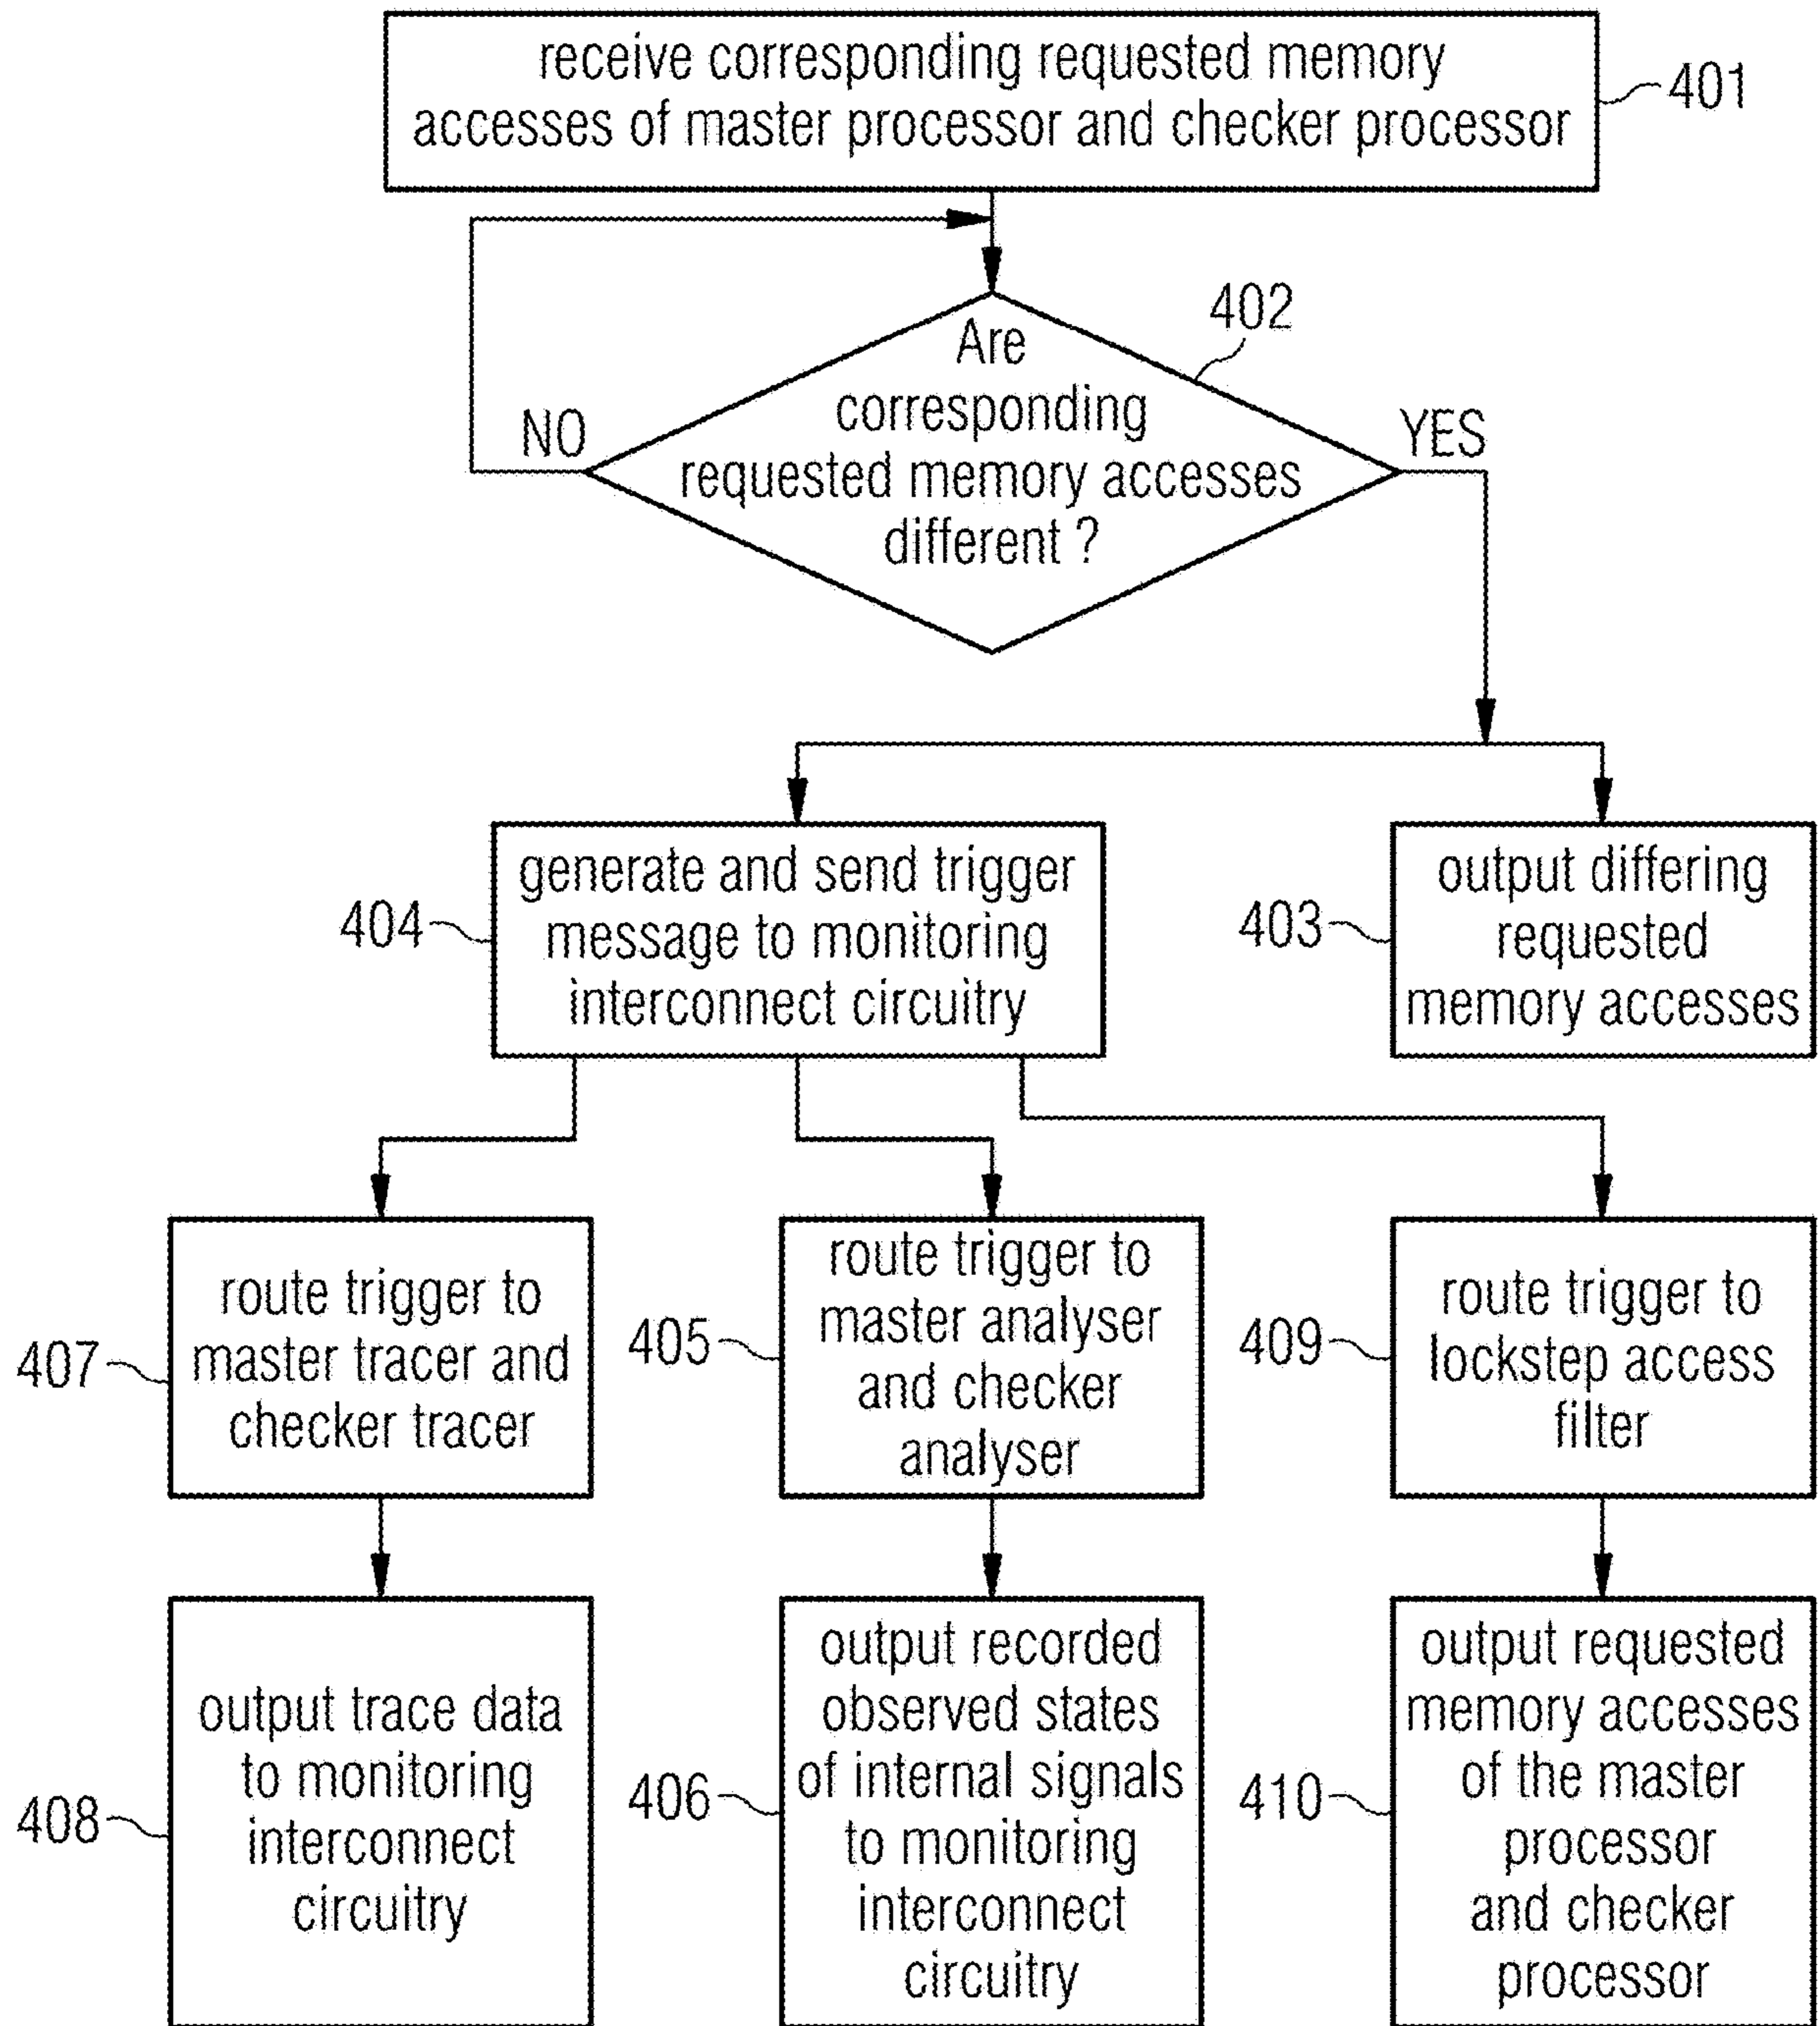 receive corresponding requested memory
accesses of master processor and checker processor
401
402
Are
corresponding
requested memory accesses
different ?
NO
YES
404
generate and send trigger
message to monitoring
interconnect circuitry
403
output differing
requested
memory accesses
407
route trigger to
master tracer and
checker tracer
405
route trigger to
master analyser
and checker
analyser
409
route trigger to
lockstep access
filter
408
output trace data
to monitoring
interconnect
circuitry
406
output recorded
observed states
of internal signals
to monitoring
interconnect
circuitry
410
output requested
memory accesses
of the master
processor
and checker
processor